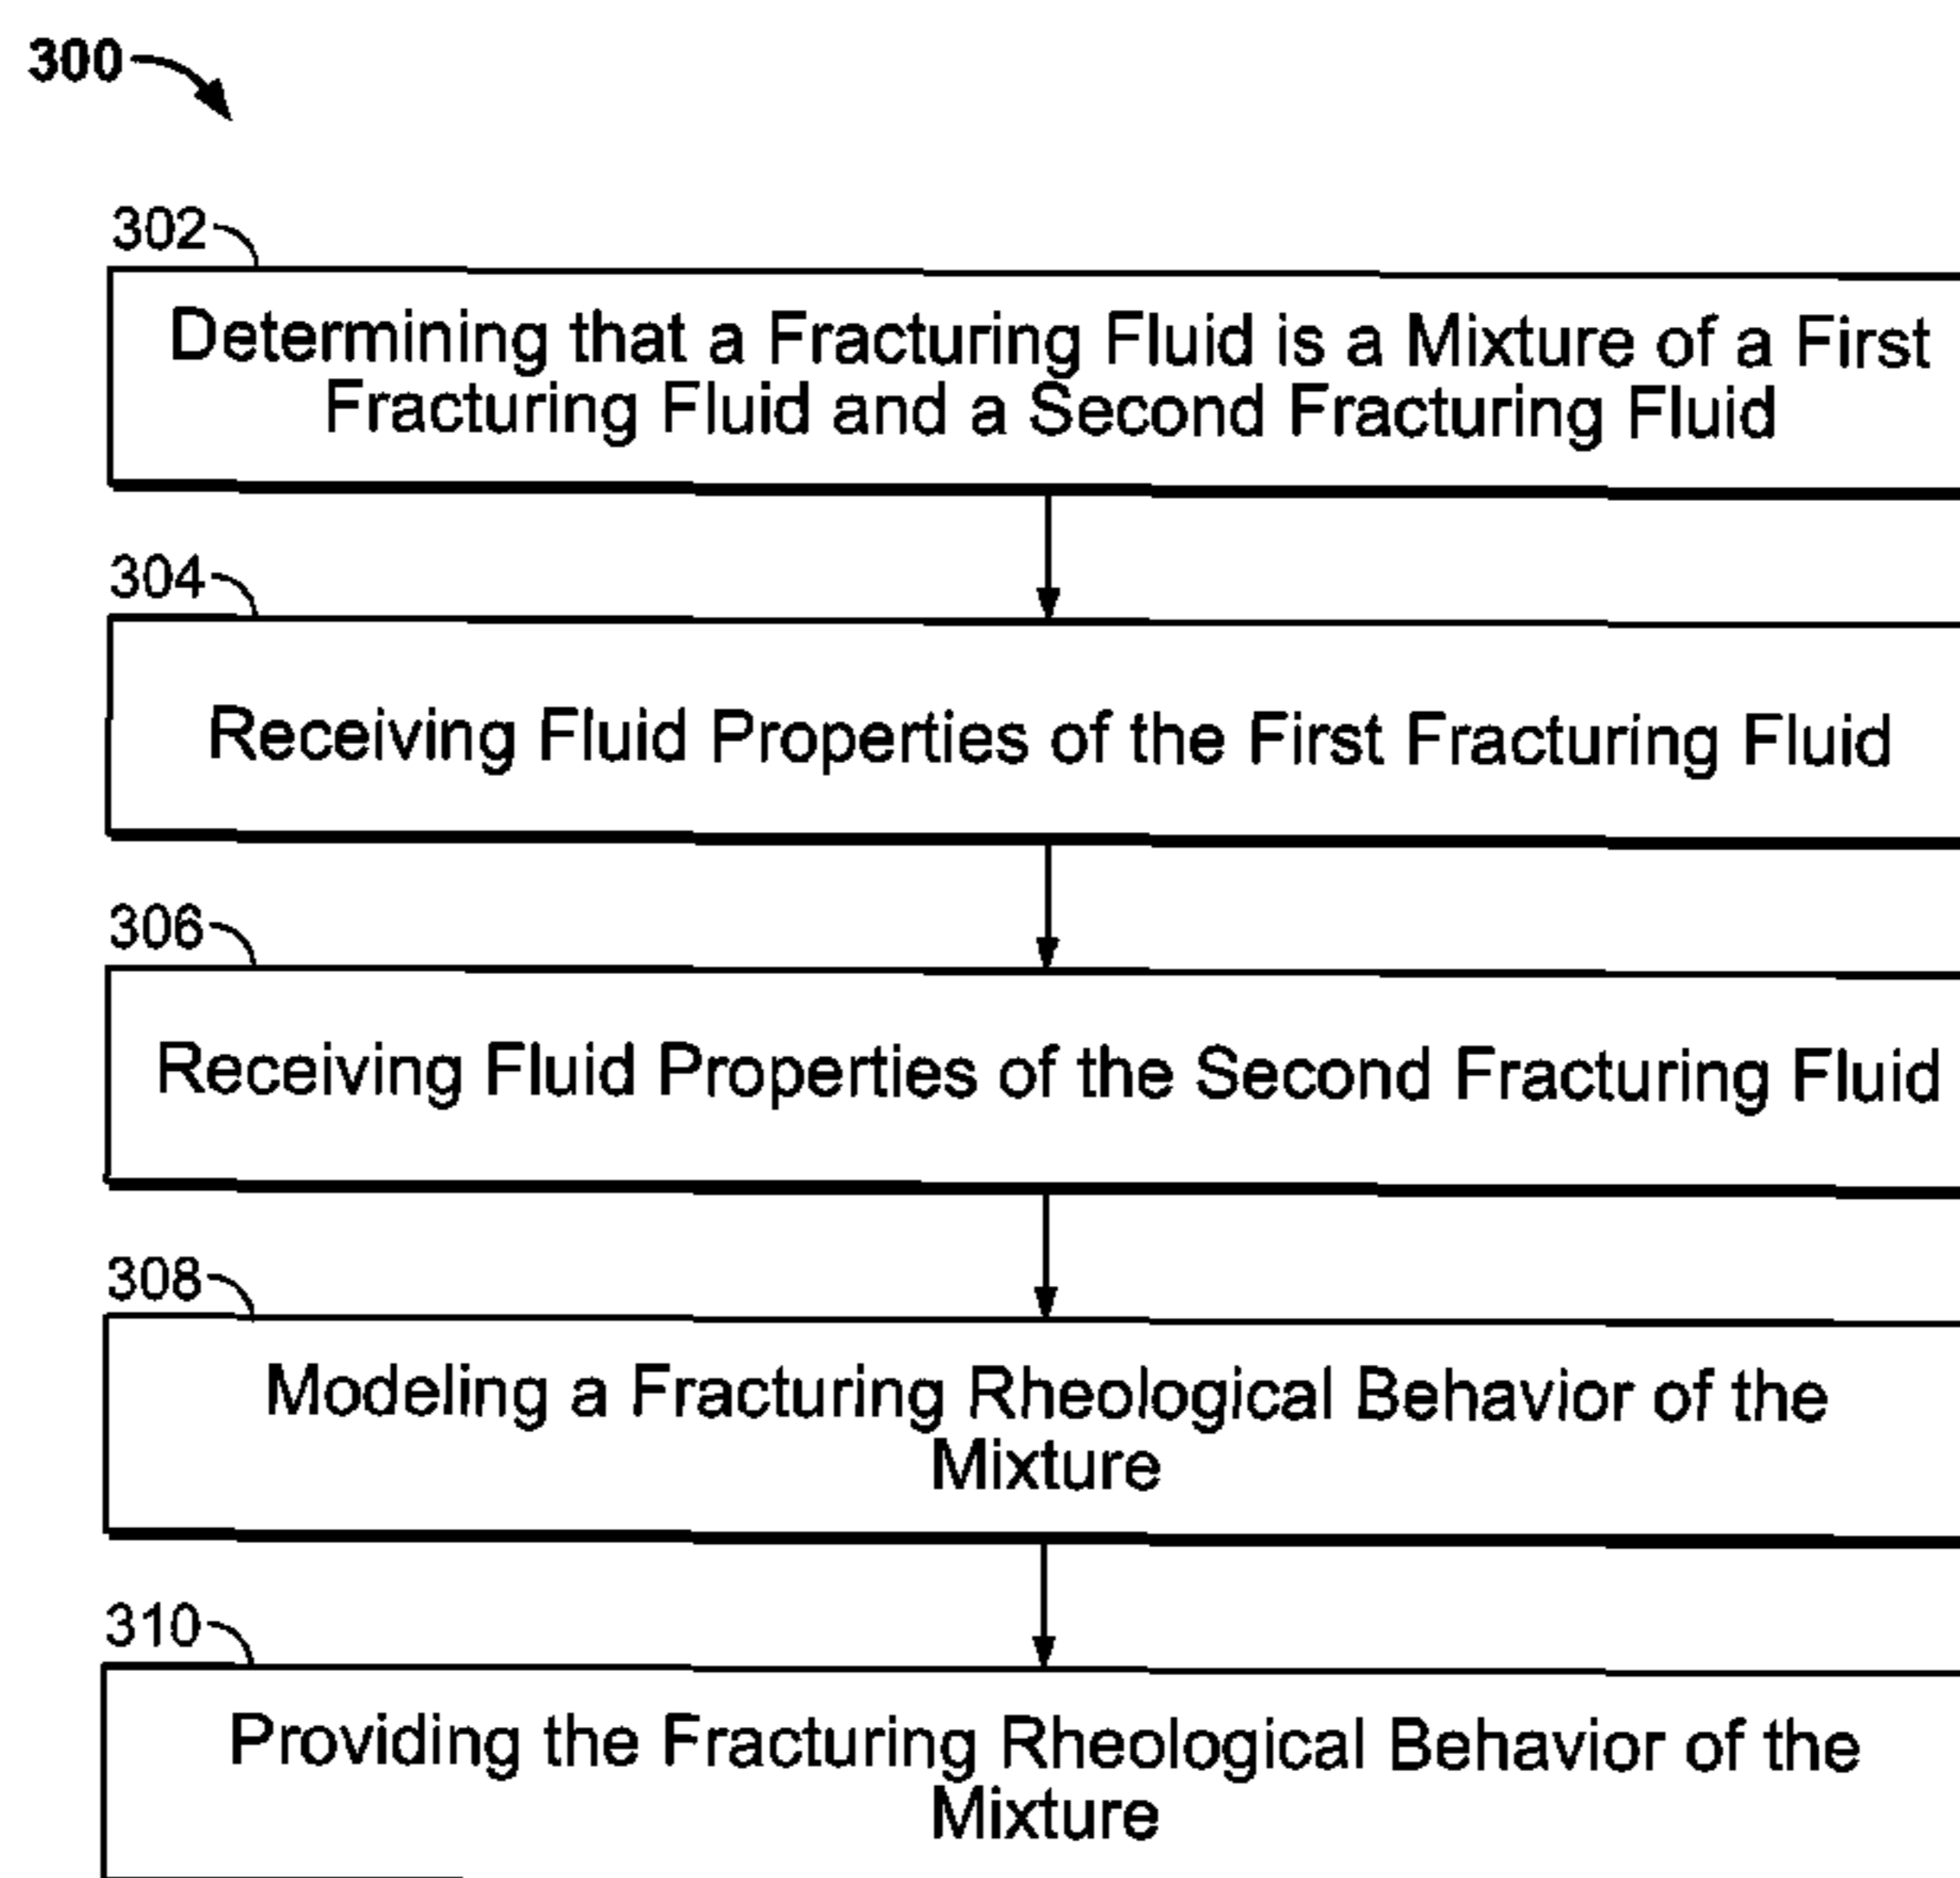 300
302
Determining that a Fracturing Fluid is a Mixture of a First
Fracturing Fluid and a Second Fracturing Fluid
304
Receiving Fluid Properties of the First Fracturing Fluid
306
Receiving Fluid Properties of the Second Fracturing Fluid
308
Modeling a Fracturing Rheological Behavior of the
Mixture
310
Providing the Fracturing Rheological Behavior of the
Mixture